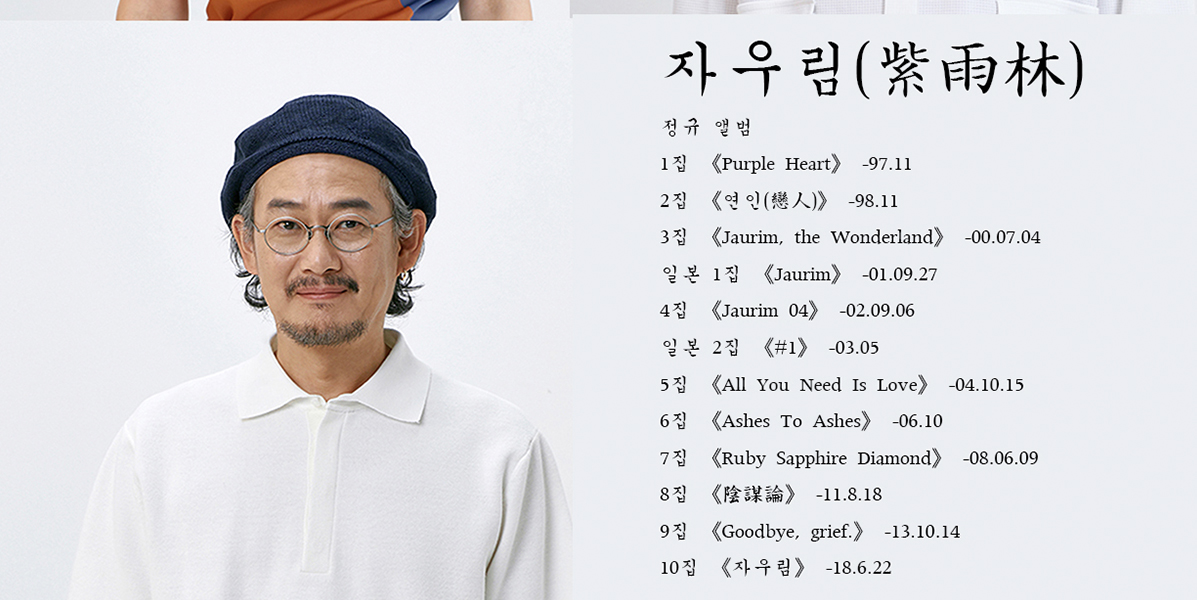 자우림(紫雨林)
정규 앨범
1집 《Purple Heart》 -97.11
2집 《연인(戀人)》 -98.11
3집 《Jaurim, the Wonderland》 -00.07.04
일본 1집 《Jaurim》 -01.09.27
4집 《Jaurim 04》 -02.09.06
일본 2집 《#1》 -03.05
5집 《All You Need Is Love》 -04.10.15
6집 《Ashes To Ashes》 -06.10
7집 《Ruby Sapphire Diamond》 -08.06.09
8집 《陰謀論》 -11.8.18
9집 《Goodbye, grief.》 -13.10.14
10집 《자우림》 -18.6.22